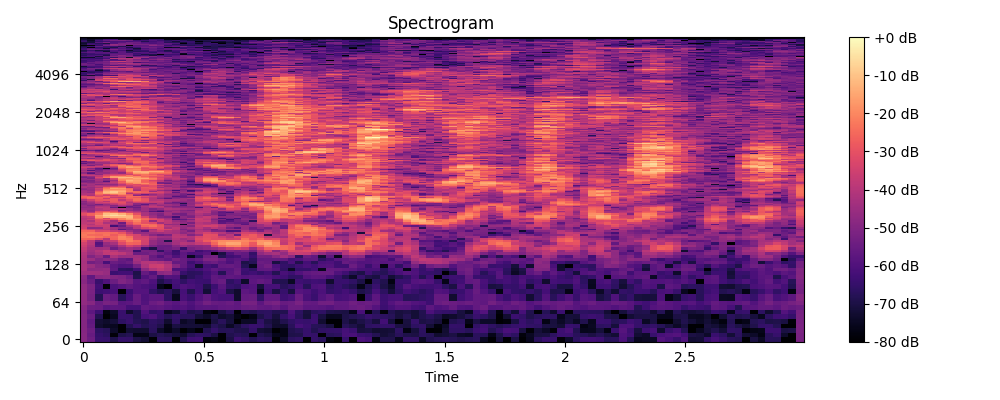 Spectrogram
Hz
4096
2048
1024
512
256
128
64
0
0
0.5
1
1.5
2
2.5
Time
+0 dB
-10 dB
-20 dB
-30 dB
-40 dB
-50 dB
-60 dB
-70 dB
-80 dB